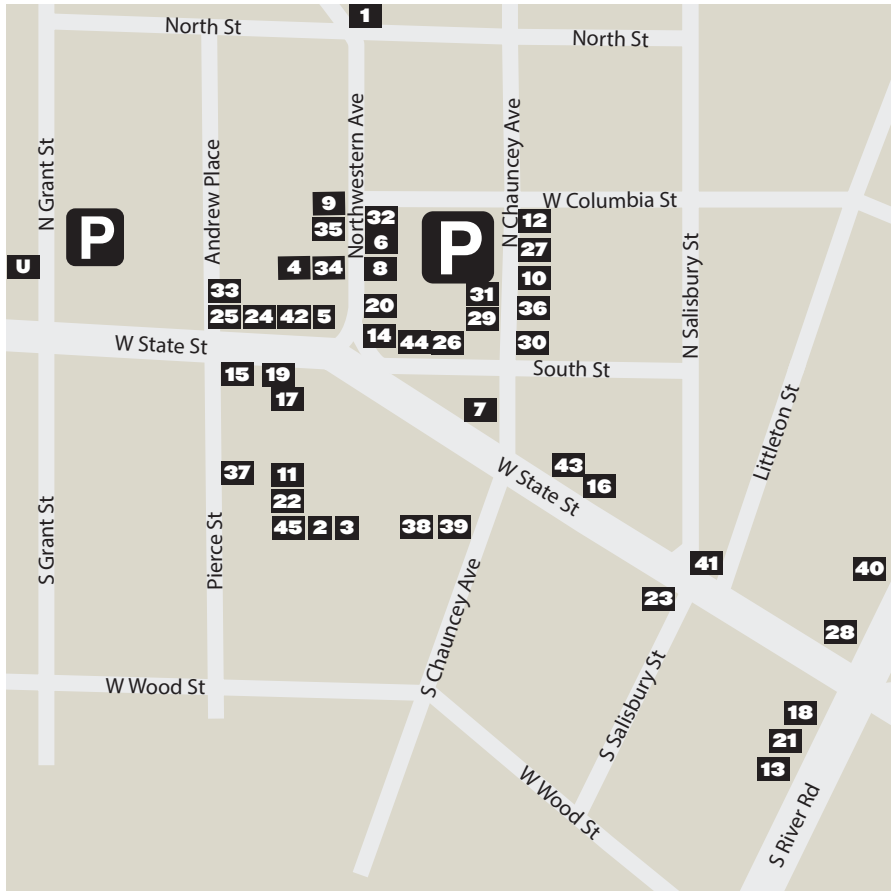 1
North St
North St
N Grant St
Andrew Place
Northwestern Ave
N Chauncey Ave
W Columbia St
9
32
12
35
6
P
P
27
U
4
34
8
10
33
31
20
36
25
24
42
5
29
14
44
26
30
N Salisbury St
W State St
South St
15
19
17
7
Littleton St
37
11
43
W State St
16
22
45
2
3
38
39
S Grant St
Pierce St
S Chauncey Ave
41
40
23
28
W Wood St
S Salisbury St
18
21
13
W Wood St
S River Rd